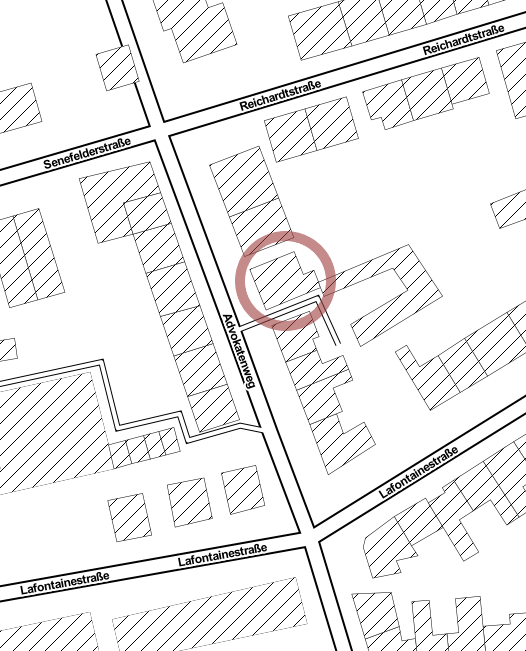 Reichardtstraße
Reichardtstraße
Senefelderstraße
Advokatenweg
Lafontainestraße
Lafontainestraße
Lafontainestraße